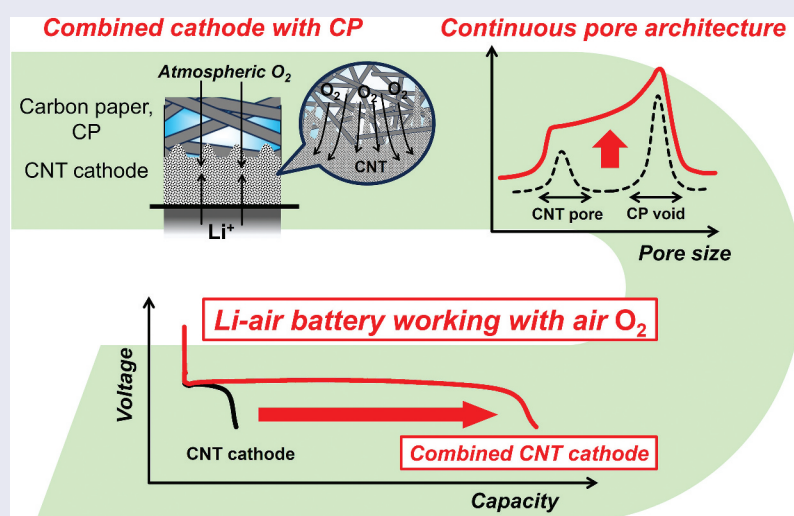 Combined cathode with CP
Continuous pore architecture
Atmospheric O₂
Carbon paper,
CP
CNT cathode
O₂ O₂ O₂
CNT
Li⁺
CNT pore
CP void
Pore size
Li-air battery working with air O₂
Voltage
CNT cathode
Combined CNT cathode
Capacity